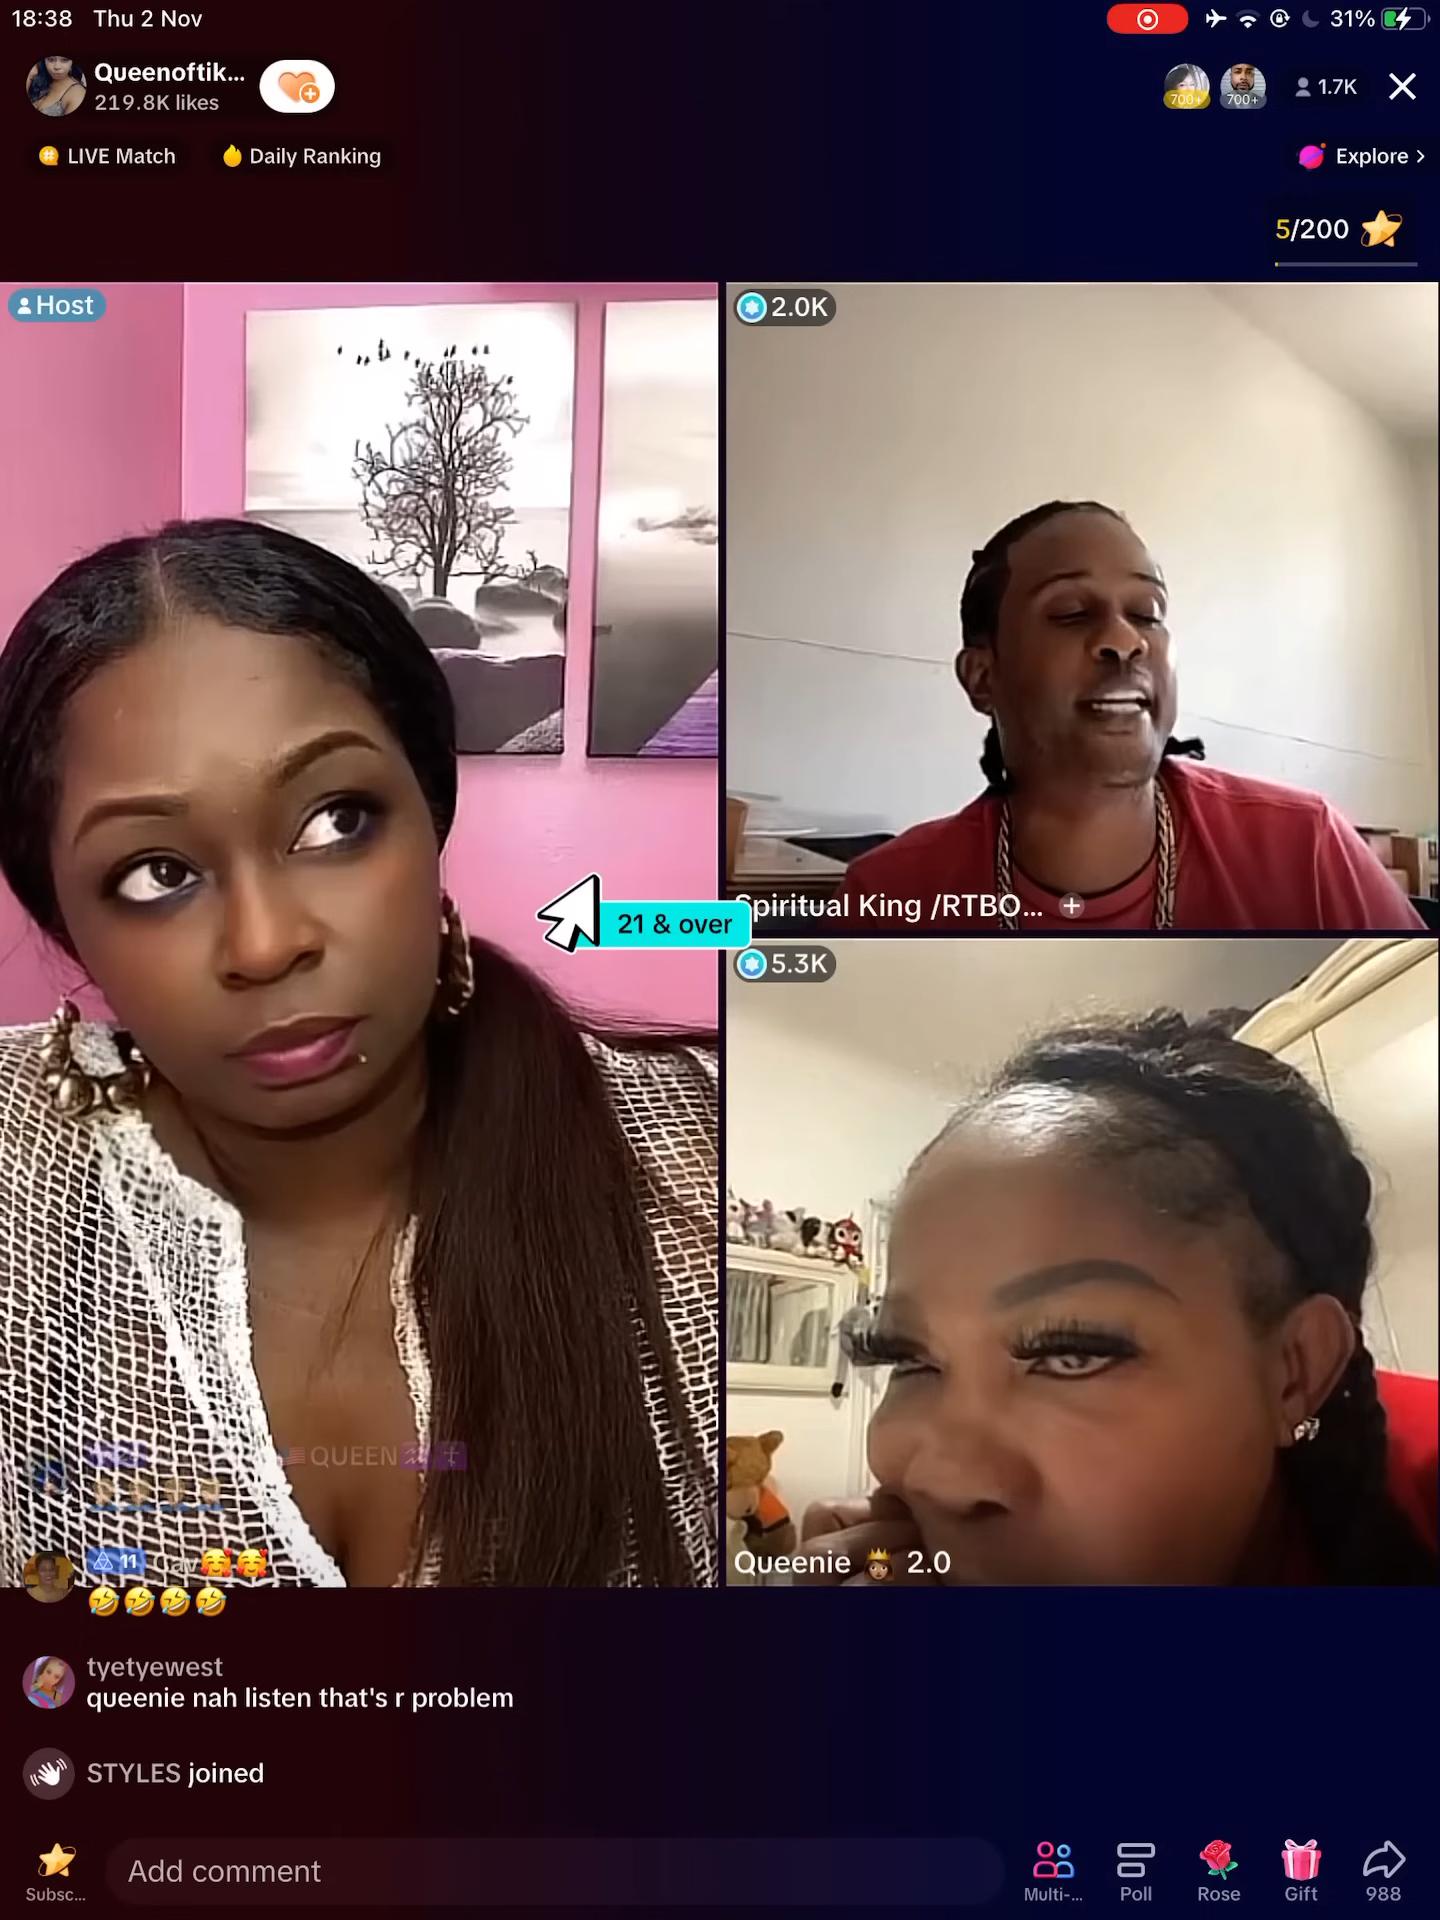 18:38 Thu 2 Nov
31%
Queenoftik...
219.8K likes
700+
700+
1.7K
LIVE Match
Daily Ranking
Explore >
5/200
Host
2.0K
Spiritual King /RTBO...
21 & over
5.3K
QUEEN
Queenie 2.0
11
🤣🤣🤣🤣
tyetyewest
queenie nah listen that's r problem
STYLES joined
Add comment
Subsc...
Multi-...
Poll
Rose
Gift
988